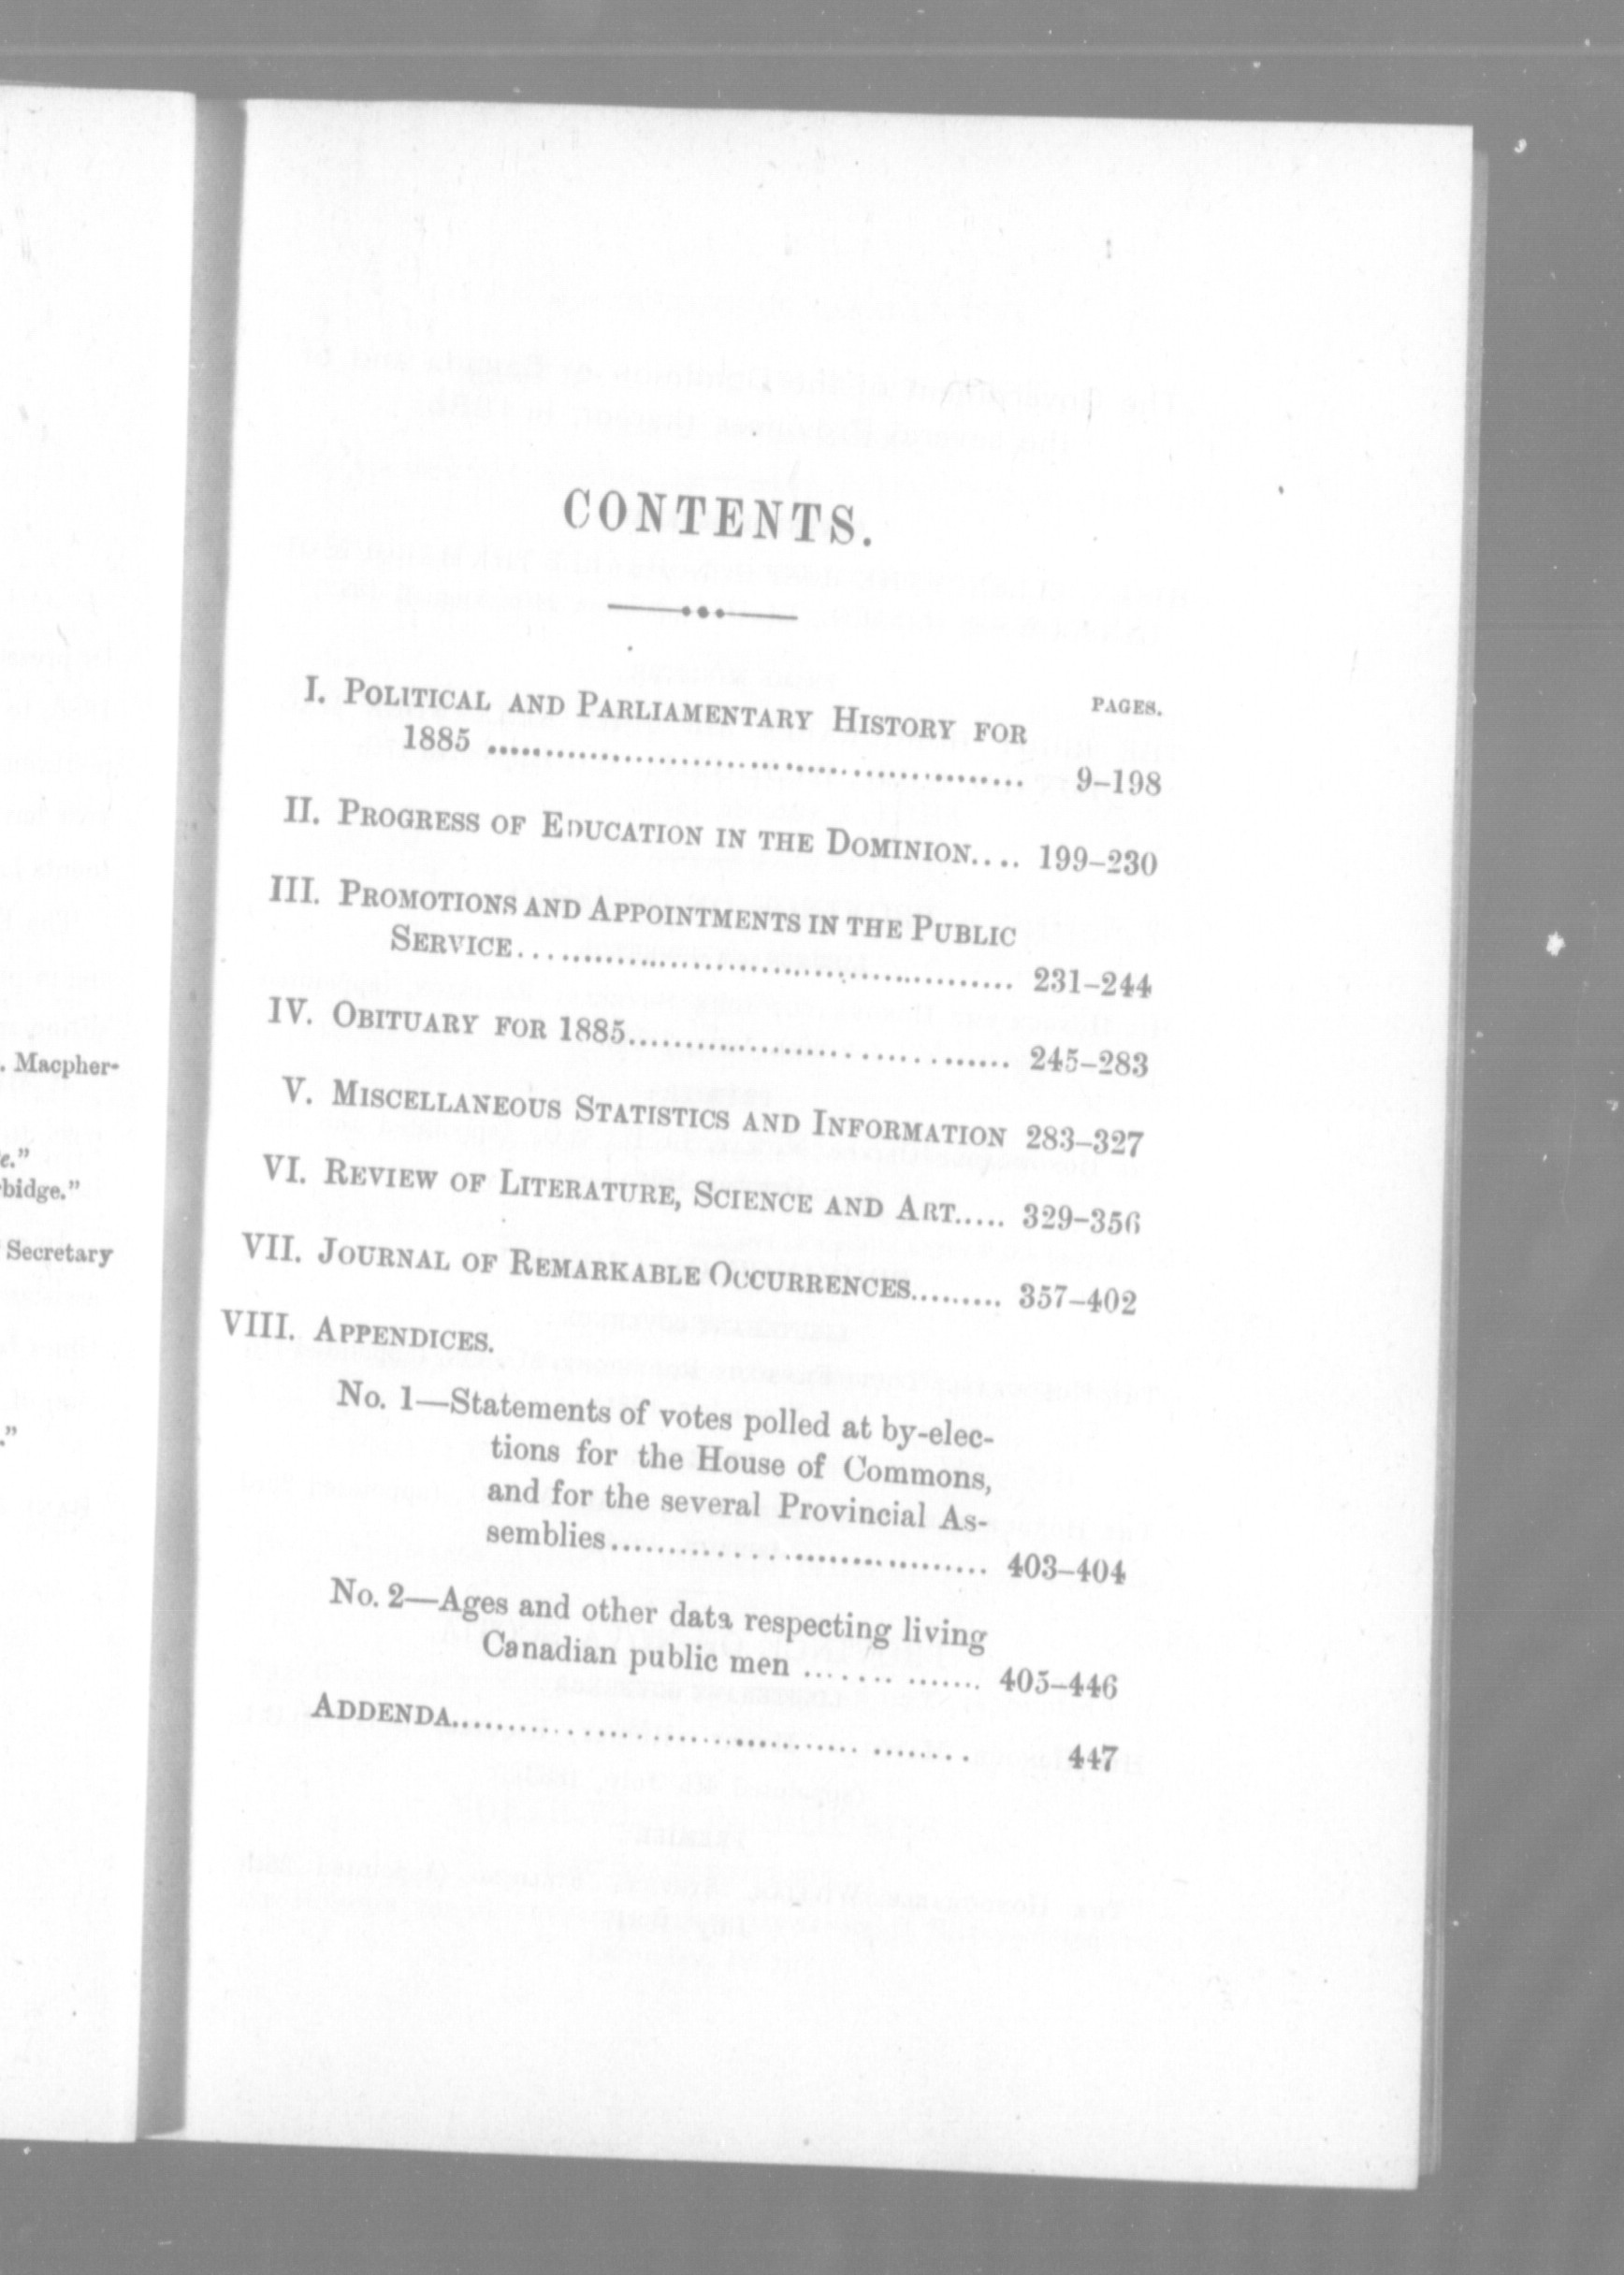 CONTENTS.
PAGES.
I. POLITICAL AND PARLIAMENTARY HISTORY FOR
1885 .................................................. 9–198
II. PROGRESS OF EDUCATION IN THE DOMINION.... 199–230
III. PROMOTIONS AND APPOINTMENTS IN THE PUBLIC
SERVICE.................................................. 231–244
IV. OBITUARY FOR 1885..................................... 245–283
V. MISCELLANEOUS STATISTICS AND INFORMATION 283–327
VI. REVIEW OF LITERATURE, SCIENCE AND ART..... 329–356
VII. JOURNAL OF REMARKABLE OCCURRENCES......... 357–402
VIII. APPENDICES.
No. 1—Statements of votes polled at by-elec-
tions for the House of Commons,
and for the several Provincial As-
semblies.................................... 403–404
No. 2—Ages and other data respecting living
Canadian public men ................ 405–446
ADDENDA.................................................. 447
. Macpher-
e."
bidge."
Secretary
."